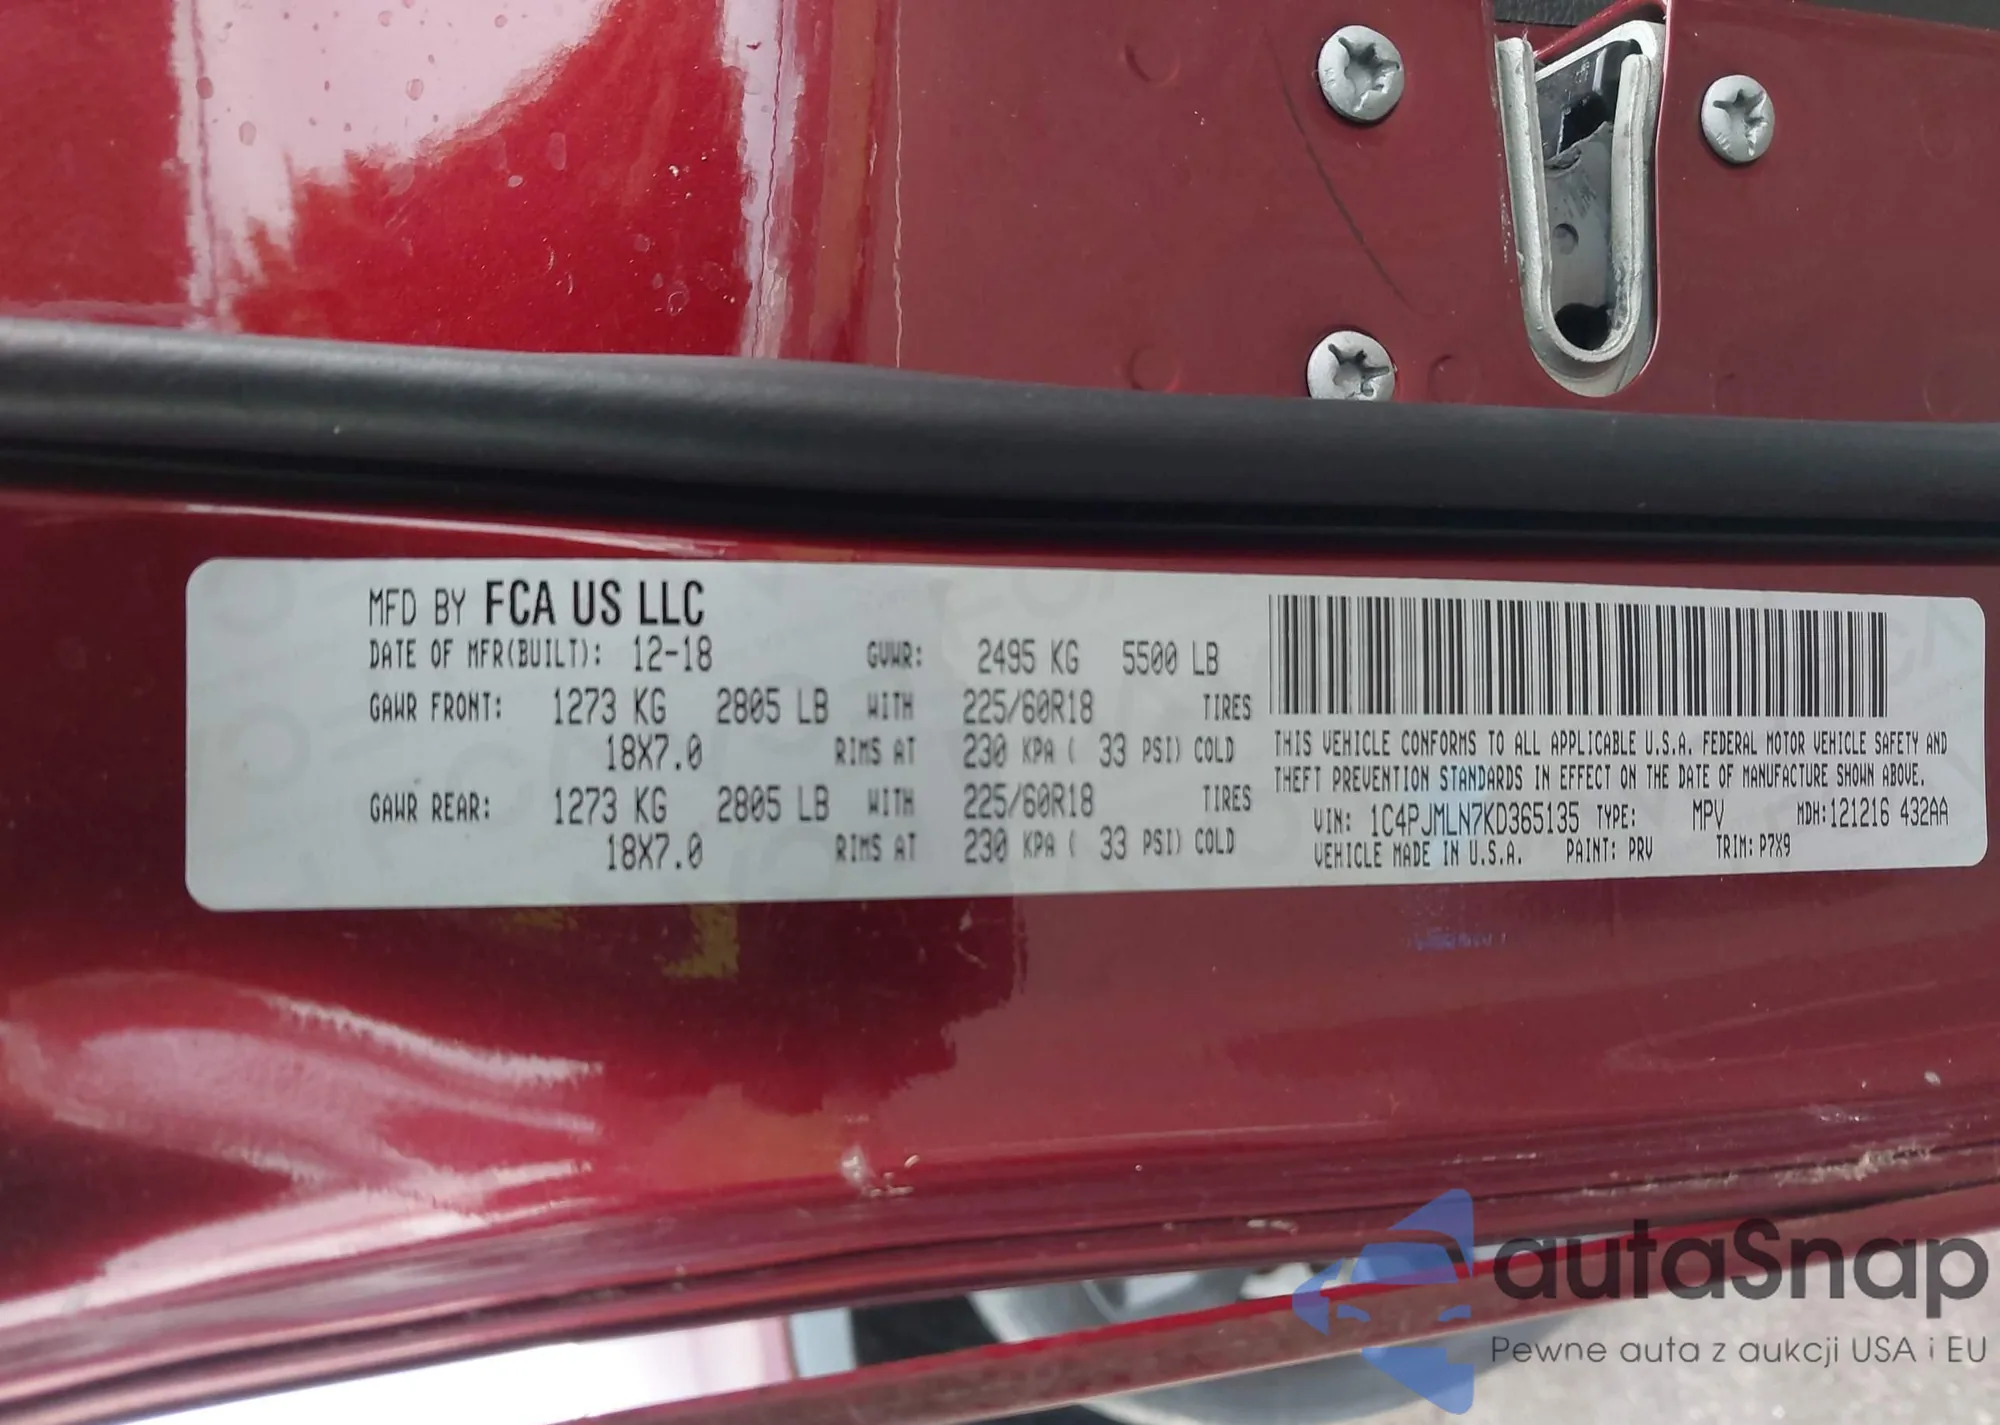 MFD BY FCA US LLC
DATE OF MFR(BUILT): 12-18 GVWR: 2495 KG 5500 LB
GAWR FRONT: 1273 KG 2805 LB WITH 225/60R18 TIRES
18X7.0 RIMS AT 230 KPA ( 33 PSI) COLD
GAWR REAR: 1273 KG 2805 LB WITH 225/60R18 TIRES
18X7.0 RIMS AT 230 KPA ( 33 PSI) COLD
THIS VEHICLE CONFORMS TO ALL APPLICABLE U.S.A. FEDERAL MOTOR VEHICLE SAFETY AND
THEFT PREVENTION STANDARDS IN EFFECT ON THE DATE OF MANUFACTURE SHOWN ABOVE.
VIN: 1C4PJMLN7KD365135 TYPE: MPV MDH:121216 432AA
VEHICLE MADE IN U.S.A. PAINT: PRV TRIM: P7X9
autaSnap
Pewne auta z aukcji USA i EU